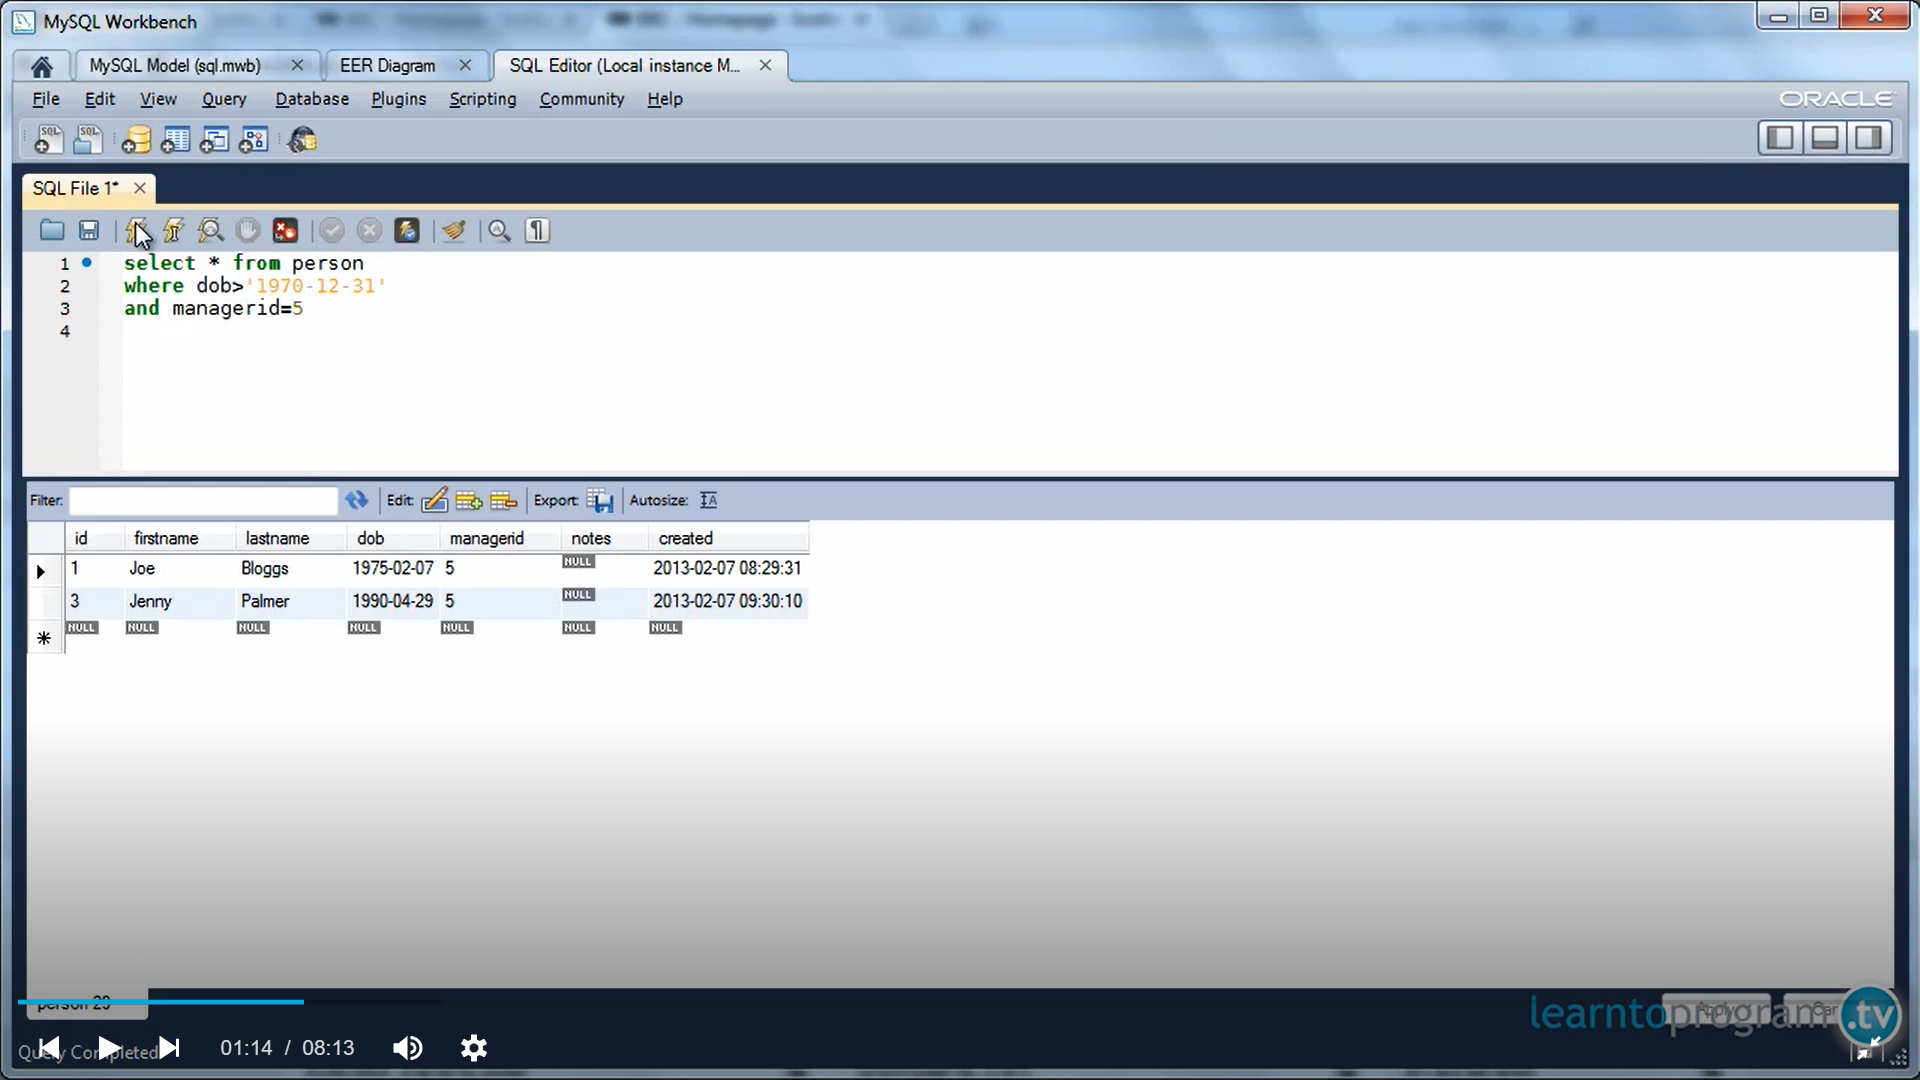 MySQL Workbench
MySQL Model (sql.mwb)
EER Diagram
SQL Editor (Local instance M...
File Edit View Query Database Plugins Scripting Community Help
ORACLE
SQL SQL
SQL File 1*
1 select * from person
2 where dob>'1970-12-31'
3 and managerid=5
4
Filter: Edit: Export: Autosize:
id firstname lastname dob managerid notes created
1 Joe Bloggs 1975-02-07 5 NULL 2013-02-07 08:29:31
3 Jenny Palmer 1990-04-29 5 NULL 2013-02-07 09:30:10
NULL NULL NULL NULL NULL NULL NULL
person 29
Apply
learntoprogram.tv
Query Completed
01:14 / 08:13